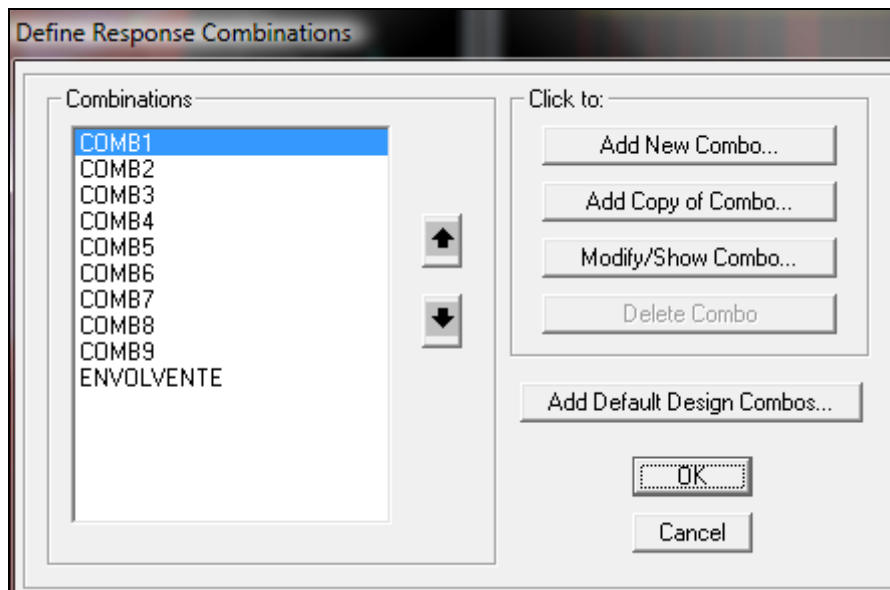 Define Response Combinations
Combinations
COMB1
COMB2
COMB3
COMB4
COMB5
COMB6
COMB7
COMB8
COMB9
ENVOLVENTE
Click to:
Add New Combo...
Add Copy of Combo...
Modify/Show Combo...
Delete Combo
Add Default Design Combos...
OK
Cancel